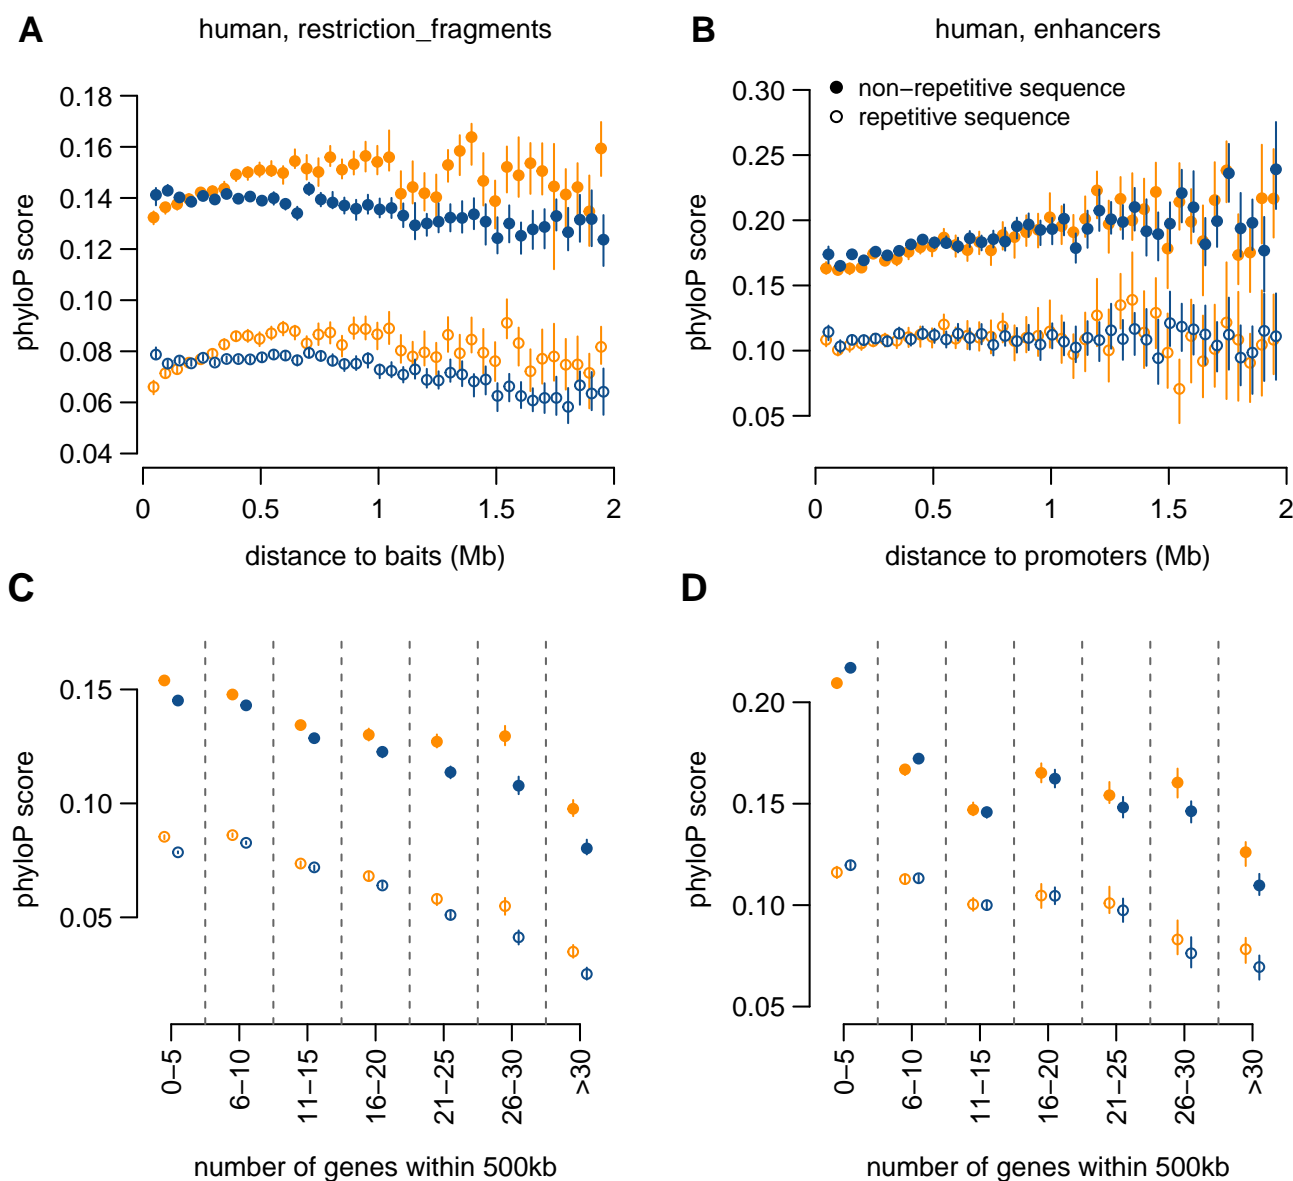 A
human, restriction_fragments
0.18
0.16
0.14
0.12
0.10
0.08
0.06
0.04
phyloP score
0
0.5
1
1.5
2
distance to baits (Mb)
B
human, enhancers
non−repetitive sequence
repetitive sequence
0.30
0.25
0.20
0.15
0.10
0.05
phyloP score
0
0.5
1
1.5
2
distance to promoters (Mb)
C
0.15
0.10
0.05
phyloP score
0−5
6−10
11−15
16−20
21−25
26−30
>30
number of genes within 500kb
D
0.20
0.15
0.10
0.05
phyloP score
0−5
6−10
11−15
16−20
21−25
26−30
>30
number of genes within 500kb